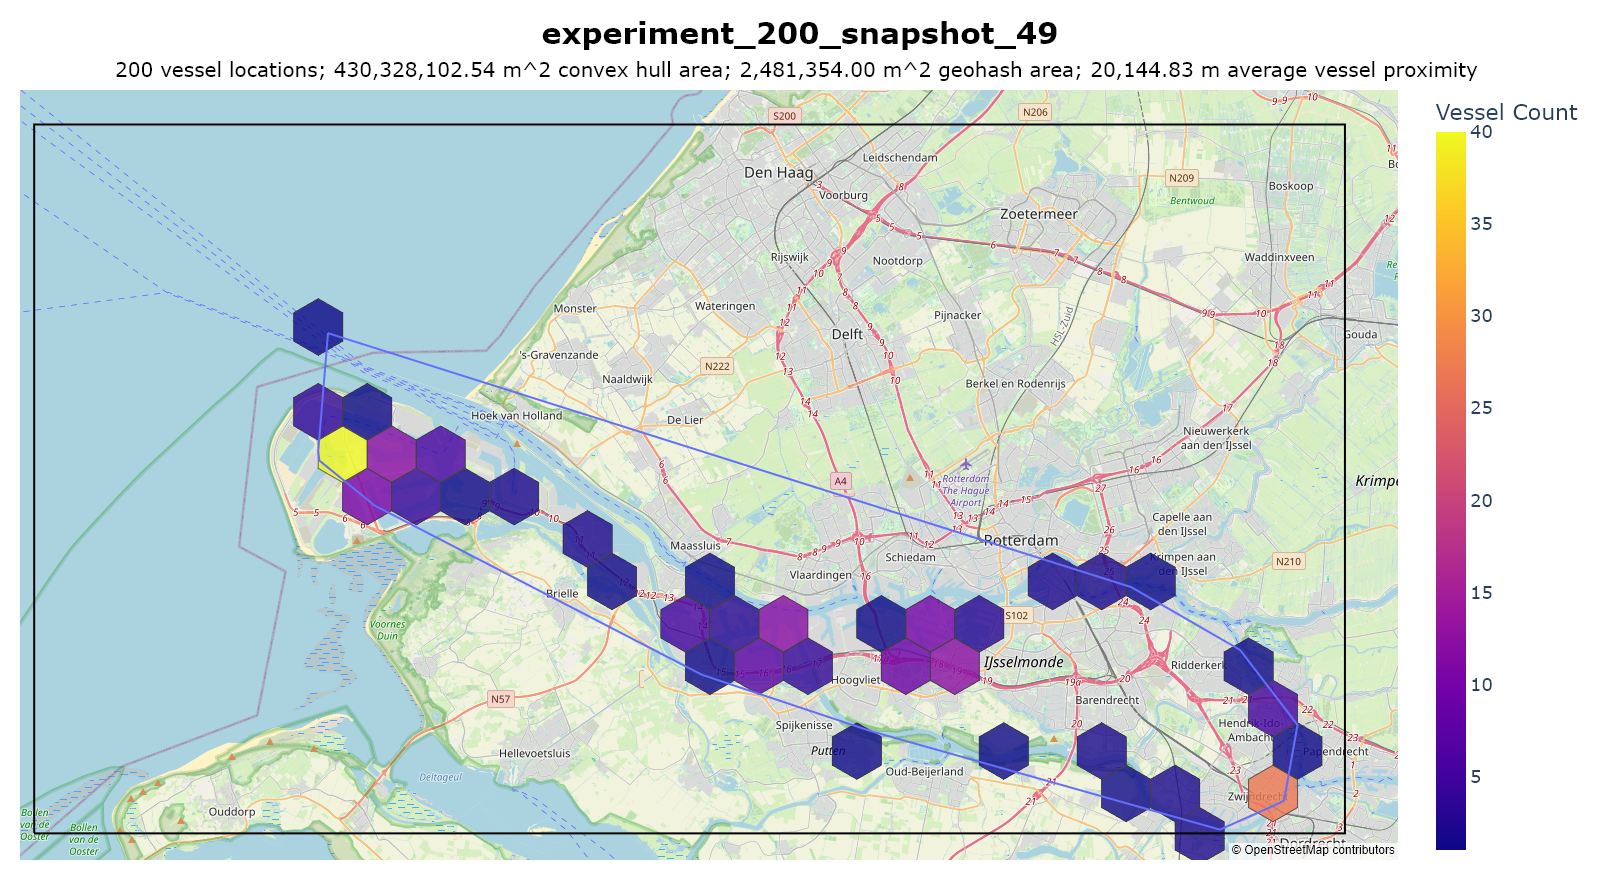 experiment_200_snapshot_49
200 vessel locations; 430,328,102.54 m^2 convex hull area; 2,481,354.00 m^2 geohash area; 20,144.83 m average vessel proximity
Vessel Count
40
35
30
25
20
15
10
5
S200
N206
Leidschendam
Den Haag
Voorburg
N209
Boskoop
Bentwoud
Zoetermeer
Rijswijk
Nootdorp
Waddinxveen
Monster
Wateringen
Pijnacker
HSL-Zuid
Delft
Gouda
's-Gravenzande
N222
Naaldwijk
Berkel en Rodenrijs
Hoek van Holland
De Lier
Nieuwerkerk
aan den IJssel
A4
Rotterdam
The Hague
Airport
Krimpe
Capelle aan
den IJssel
Rotterdam
Maassluis
Schiedam
Krimpen aan
den IJssel
N210
Vlaardingen
Brielle
S102
Voornes
Duin
IJsselmonde
Ridderkerk
Hoogvliet
N57
Barendrecht
Spijkenisse
Hendrik-Ido-
Ambacht
Hellevoetsluis
Putten
Papendrecht
Oud-Beijerland
Deltageul
Zwijndrecht
Ouddorp
Bollen
van de
Ooster
Bollen
van de
Ooster
Dordrecht
© OpenStreetMap contributors